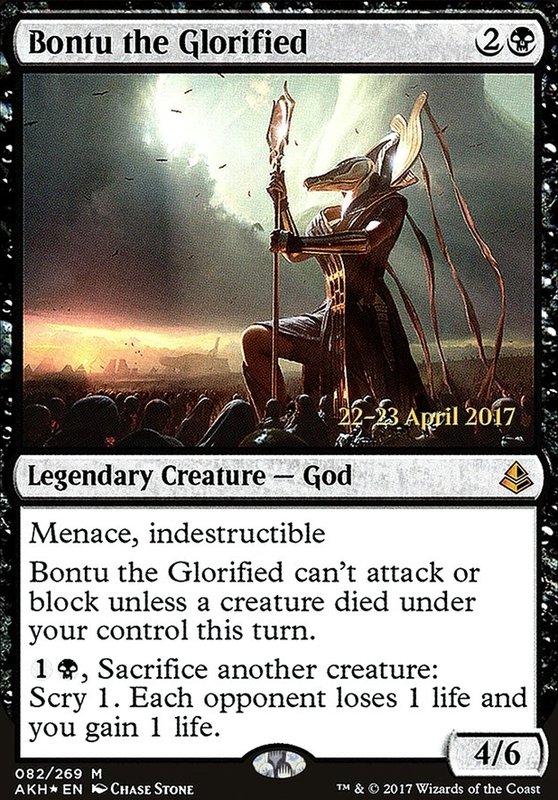 Bontu the Glorified 2
22-23 April 2017
Legendary Creature — God
Menace, indestructible
Bontu the Glorified can't attack or
block unless a creature died under
your control this turn.
1 , Sacrifice another creature:
Scry 1. Each opponent loses 1 life and
you gain 1 life.
4/6
082/269 M
AKH★EN Chase Stone
™ & © 2017 Wizards of the Coast